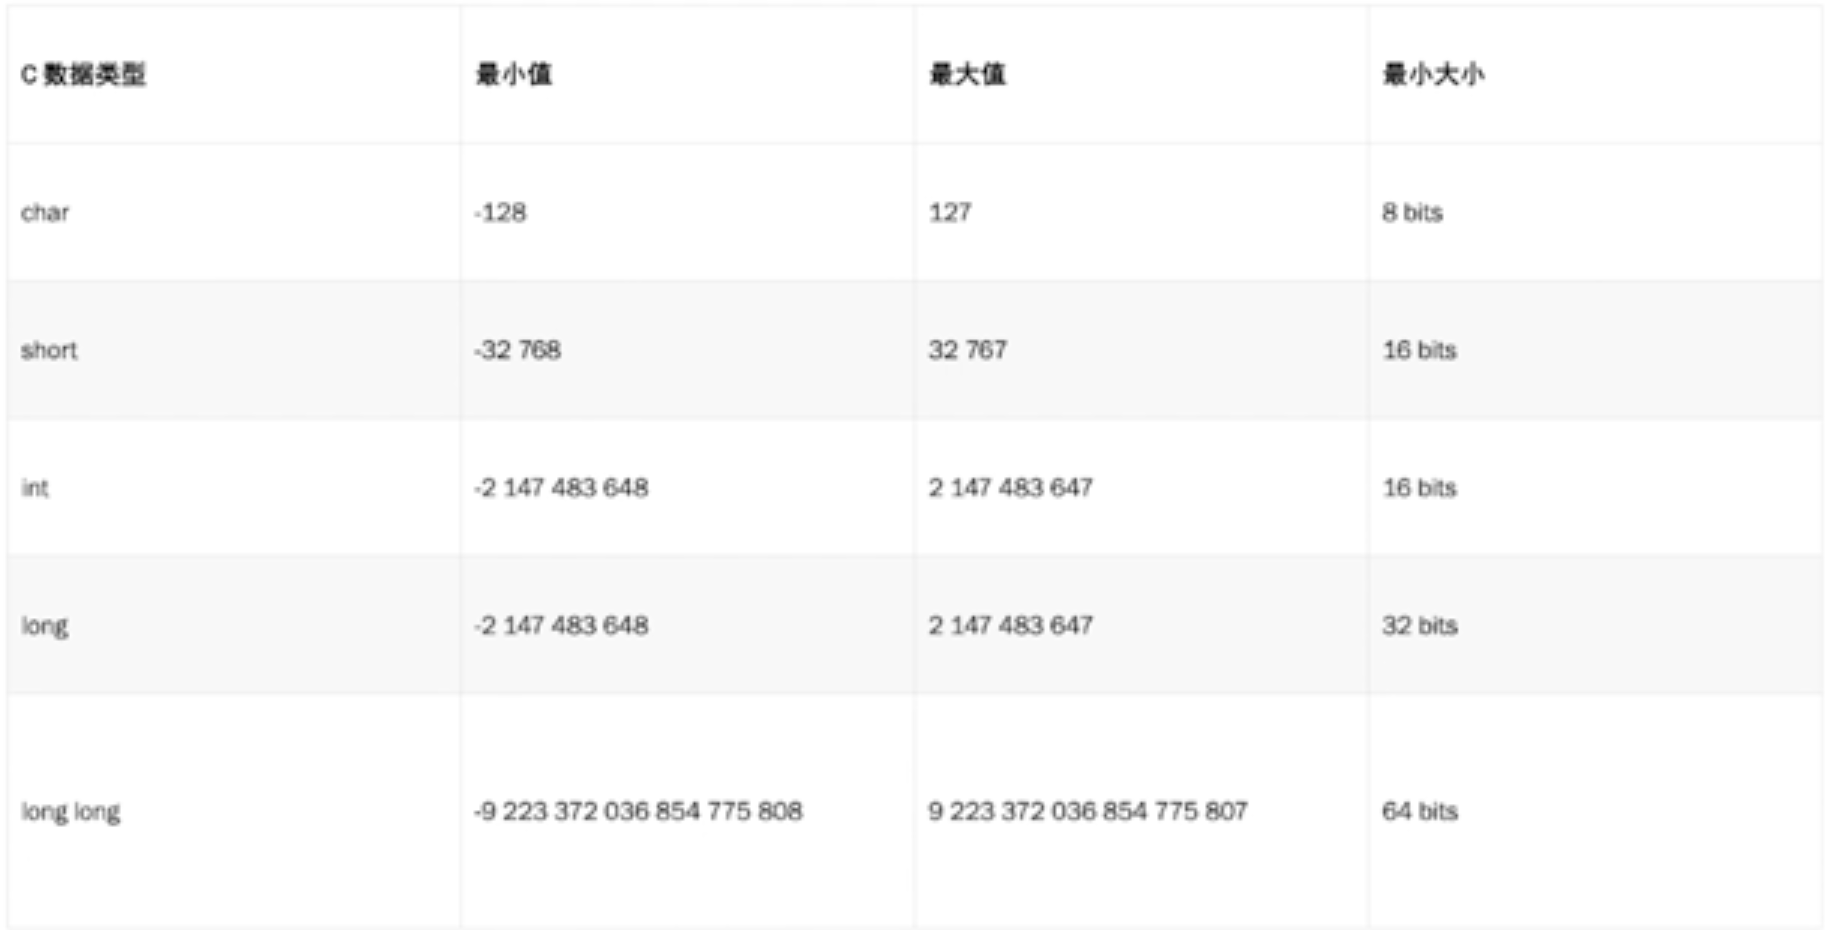 C 数据类型 最小值 最大值 最小大小
char -128 127 8 bits
short -32 768 32 767 16 bits
int -2 147 483 648 2 147 483 647 16 bits
long -2 147 483 648 2 147 483 647 32 bits
long long -9 223 372 036 854 775 808 9 223 372 036 854 775 807 64 bits